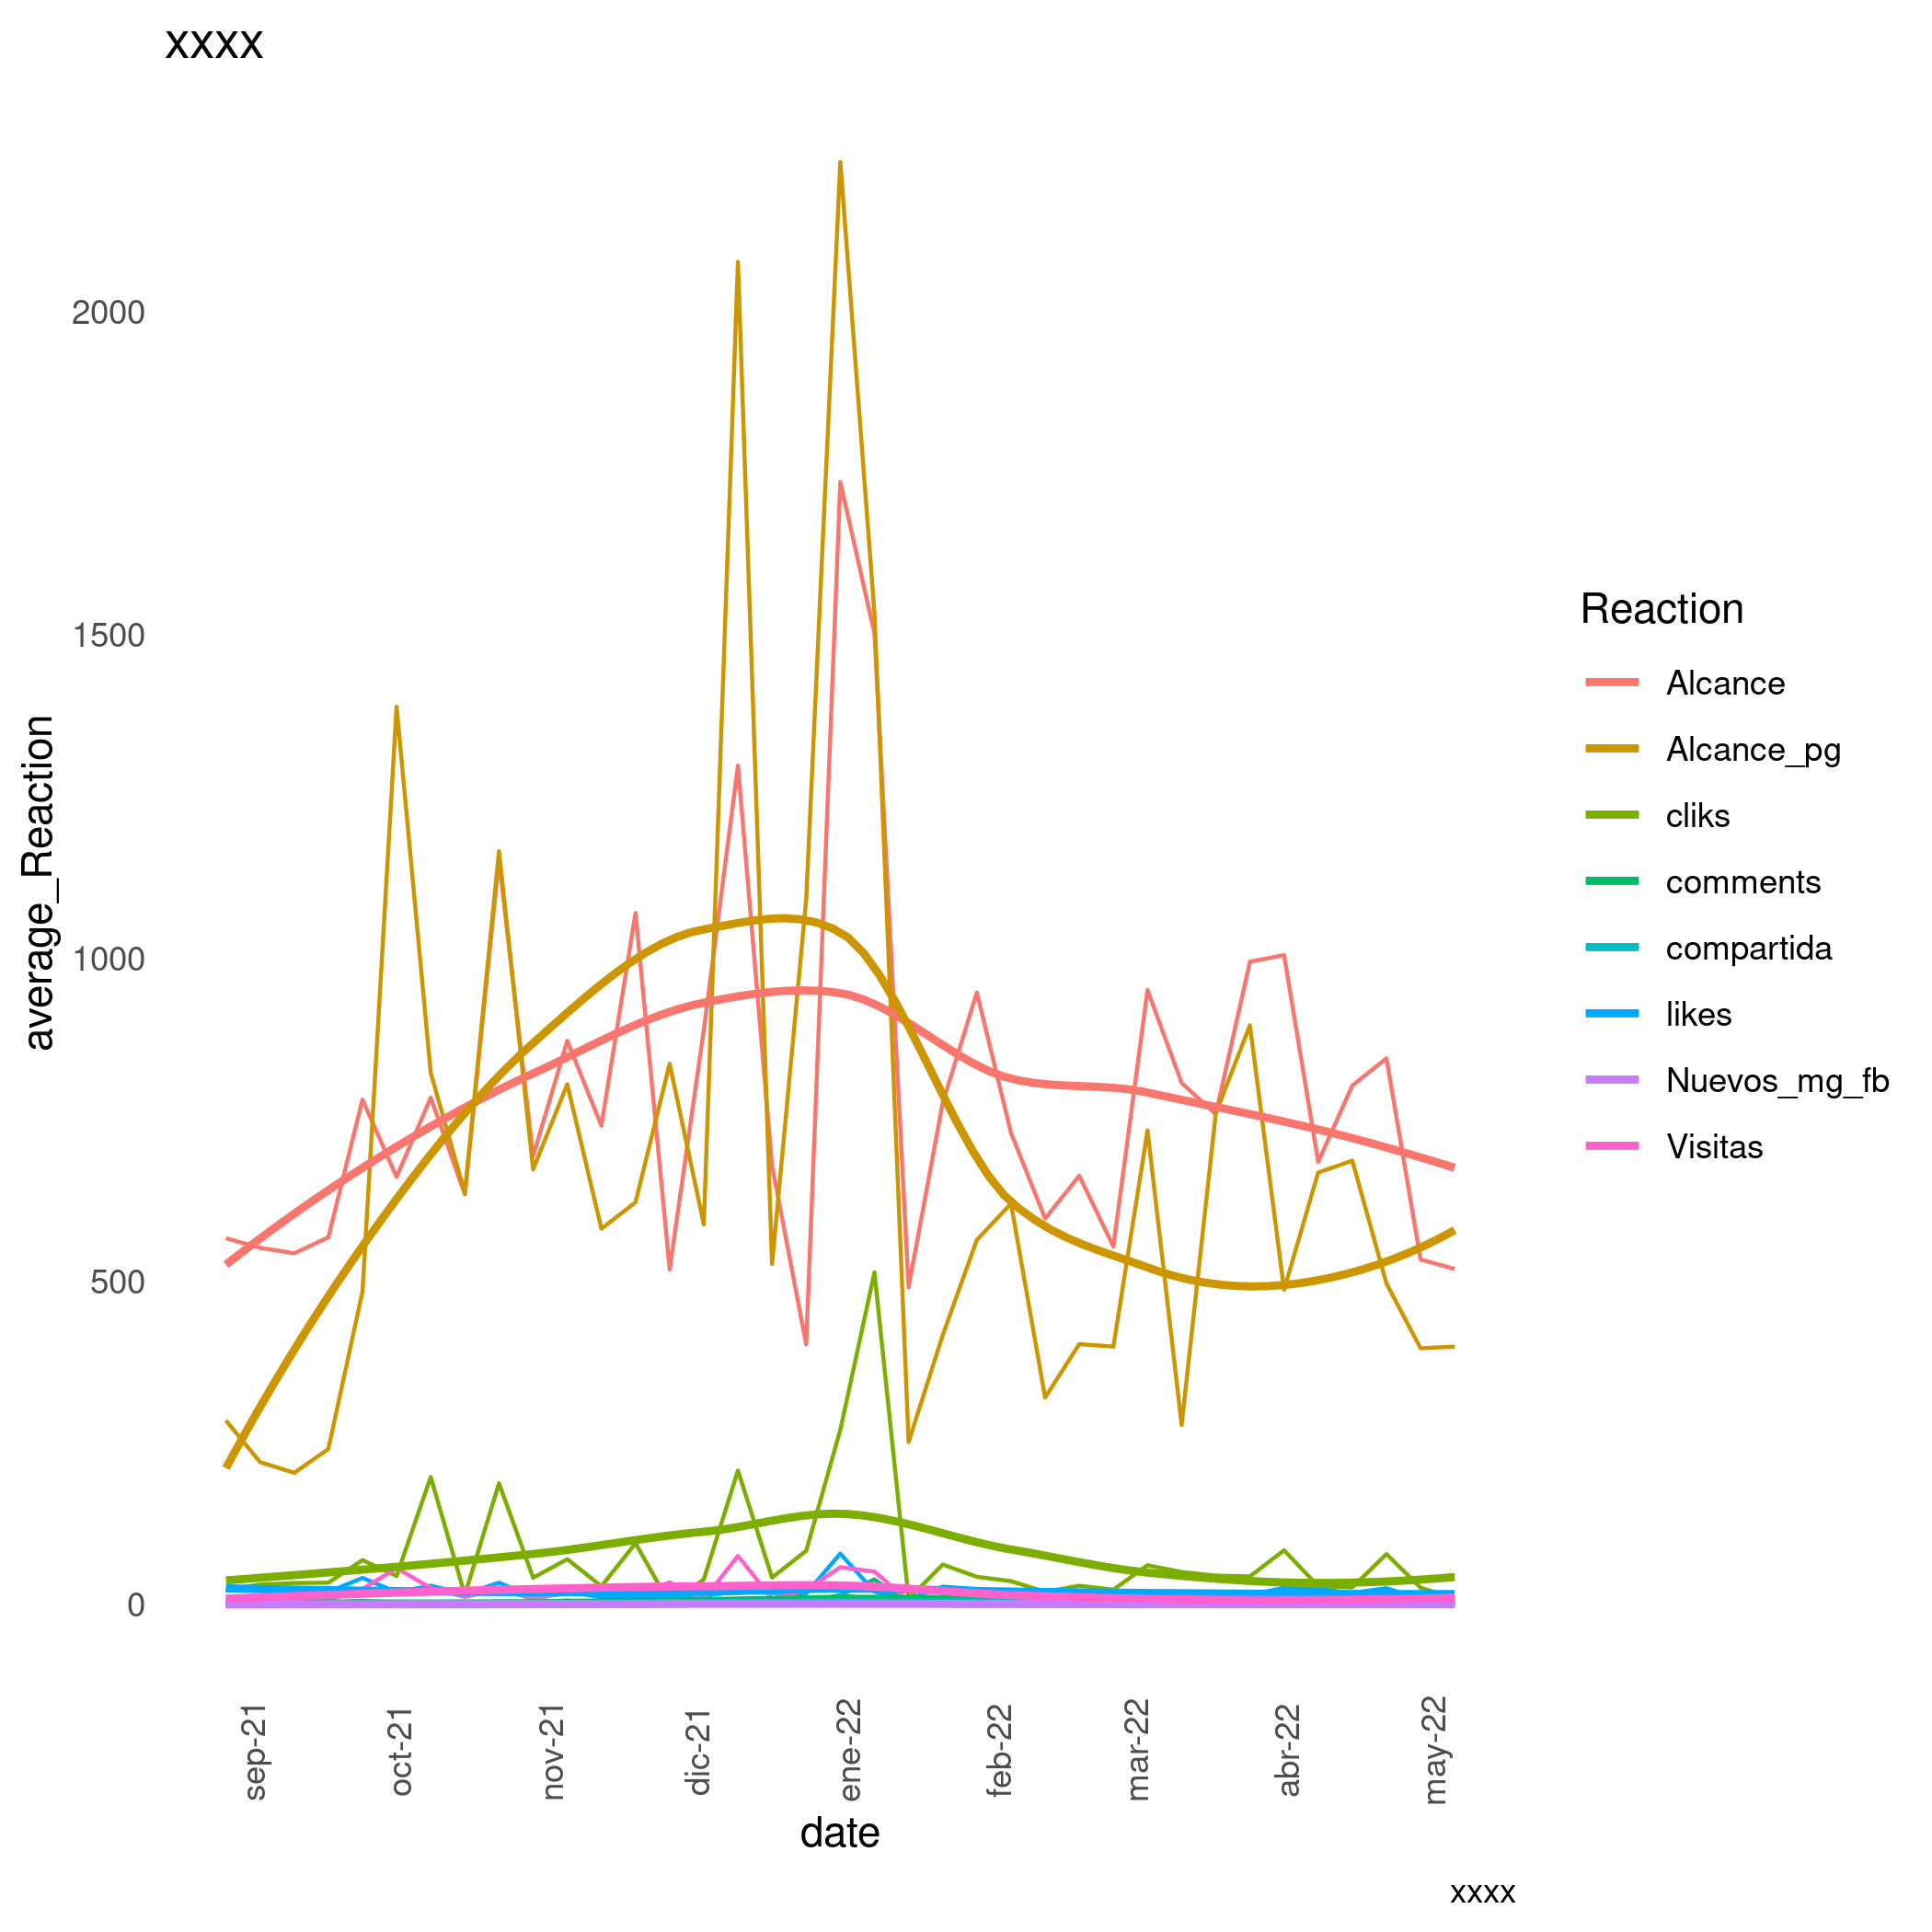 xxxx
average_Reaction
2000
1500
1000
500
0
sep-21
oct-21
nov-21
dic-21
ene-22
feb-22
mar-22
abr-22
may-22
date
Reaction
Alcance
Alcance_pg
cliks
comments
compartida
likes
Nuevos_mg_fb
Visitas
xxxx